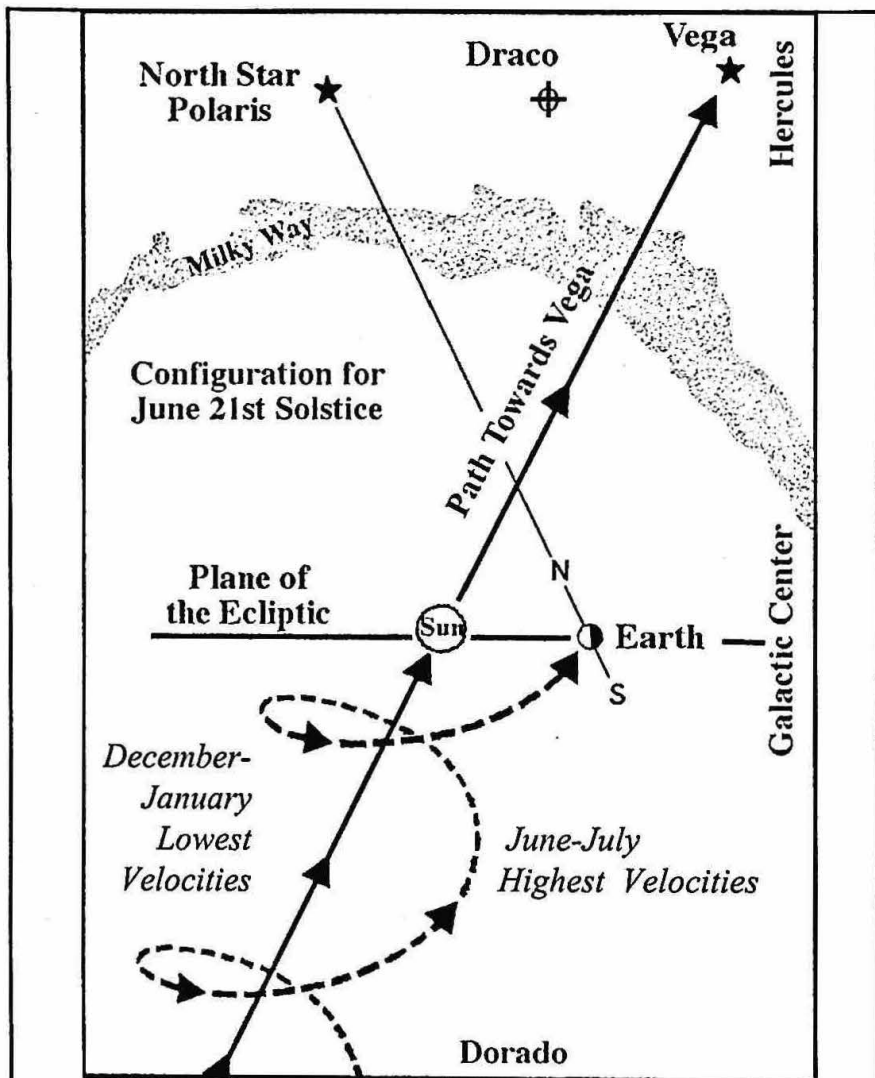 North Star
Polaris
Draco
Vega
Hercules
Milky Way
Path Towards Vega
Configuration for
June 21st Solstice
N
Plane of
the Ecliptic
Sun
Earth
S
Galactic Center
December-
January
Lowest
Velocities
June-July
Highest Velocities
Dorado